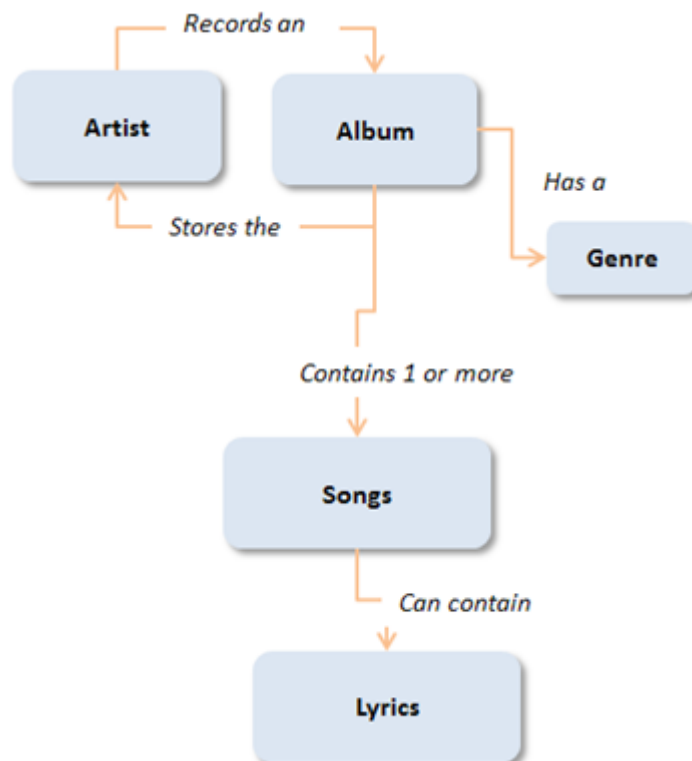 Records an
Artist
Album
Has a
Stores the
Genre
Contains 1 or more
Songs
Can contain
Lyrics